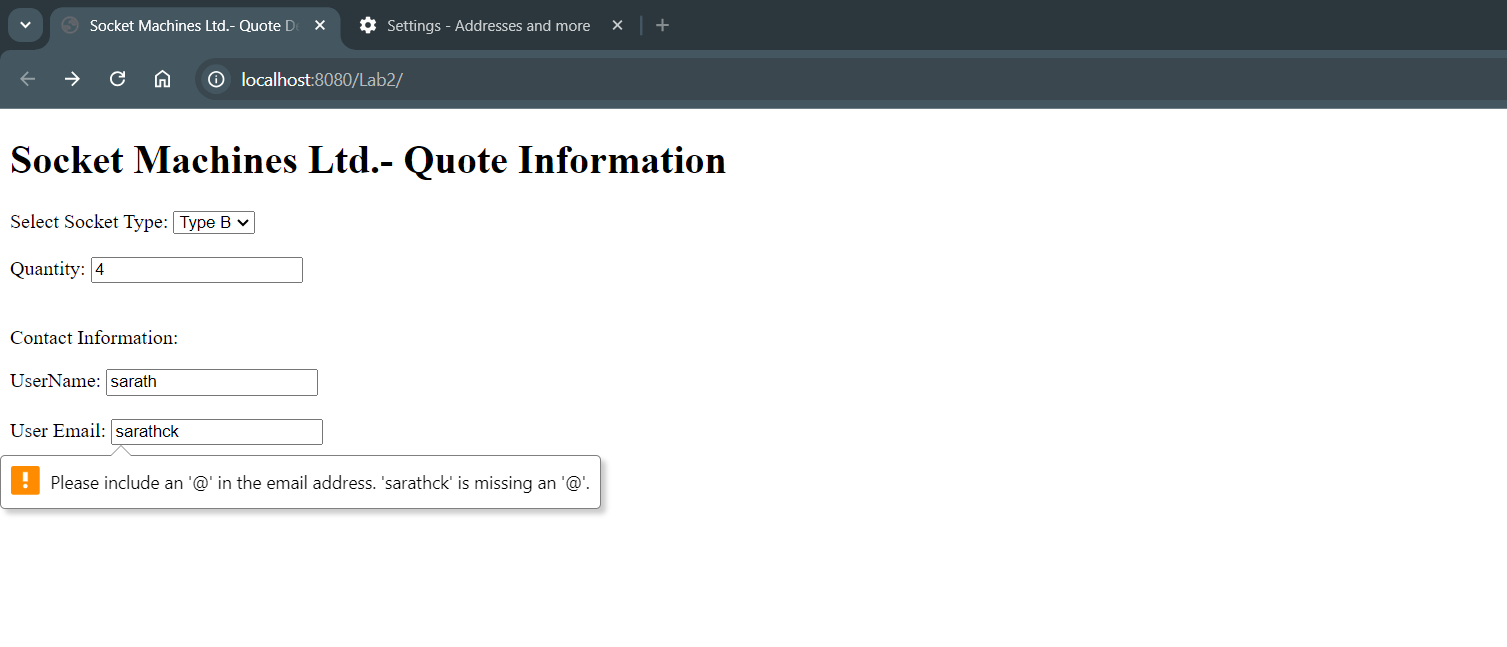 Socket Machines Ltd.- Quote D
Settings - Addresses and more
localhost:8080/Lab2/
Socket Machines Ltd.- Quote Information
Select Socket Type: Type B
Quantity: 4
Contact Information:
UserName: sarath
User Email: sarathck
Please include an '@' in the email address. 'sarathck' is missing an '@'.